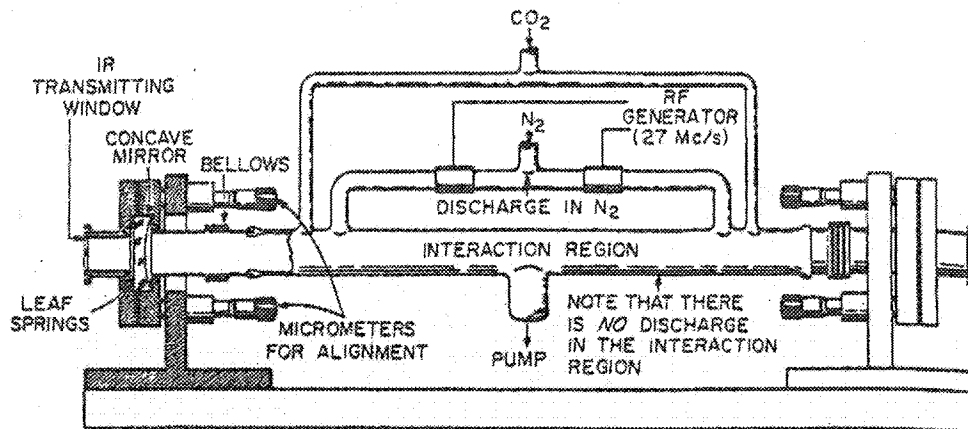 CO2
IR
TRANSMITTING
WINDOW
CONCAVE
MIRROR
BELLOWS
N2
RF
GENERATOR
(27 Mc/s)
DISCHARGE IN N2
INTERACTION REGION
LEAF
SPRINGS
MICROMETERS
FOR ALIGNMENT
PUMP
NOTE THAT THERE
IS NO DISCHARGE
IN THE INTERACTION
REGION